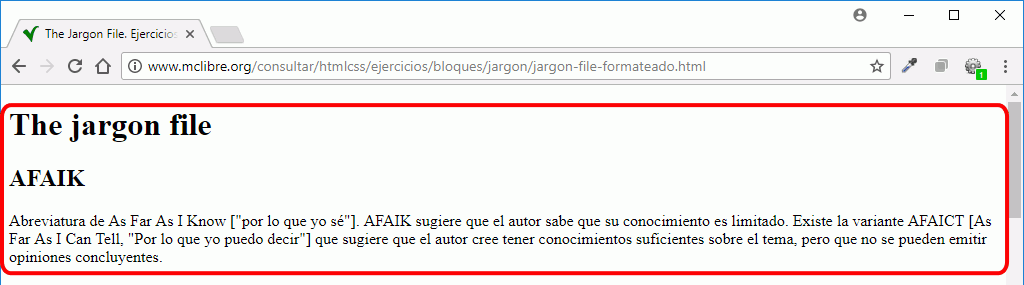 The Jargon File. Ejercicios
www.mclibre.org/consultar/htmlcss/ejercicios/bloques/jargon/jargon-file-formateado.html
1
The jargon file
AFAIK
Abreviatura de As Far As I Know ["por lo que yo sé"]. AFAIK sugiere que el autor sabe que su conocimiento es limitado. Existe la variante AFAICT [As
Far As I Can Tell, "Por lo que yo puedo decir"] que sugiere que el autor cree tener conocimientos suficientes sobre el tema, pero que no se pueden emitir
opiniones concluyentes.